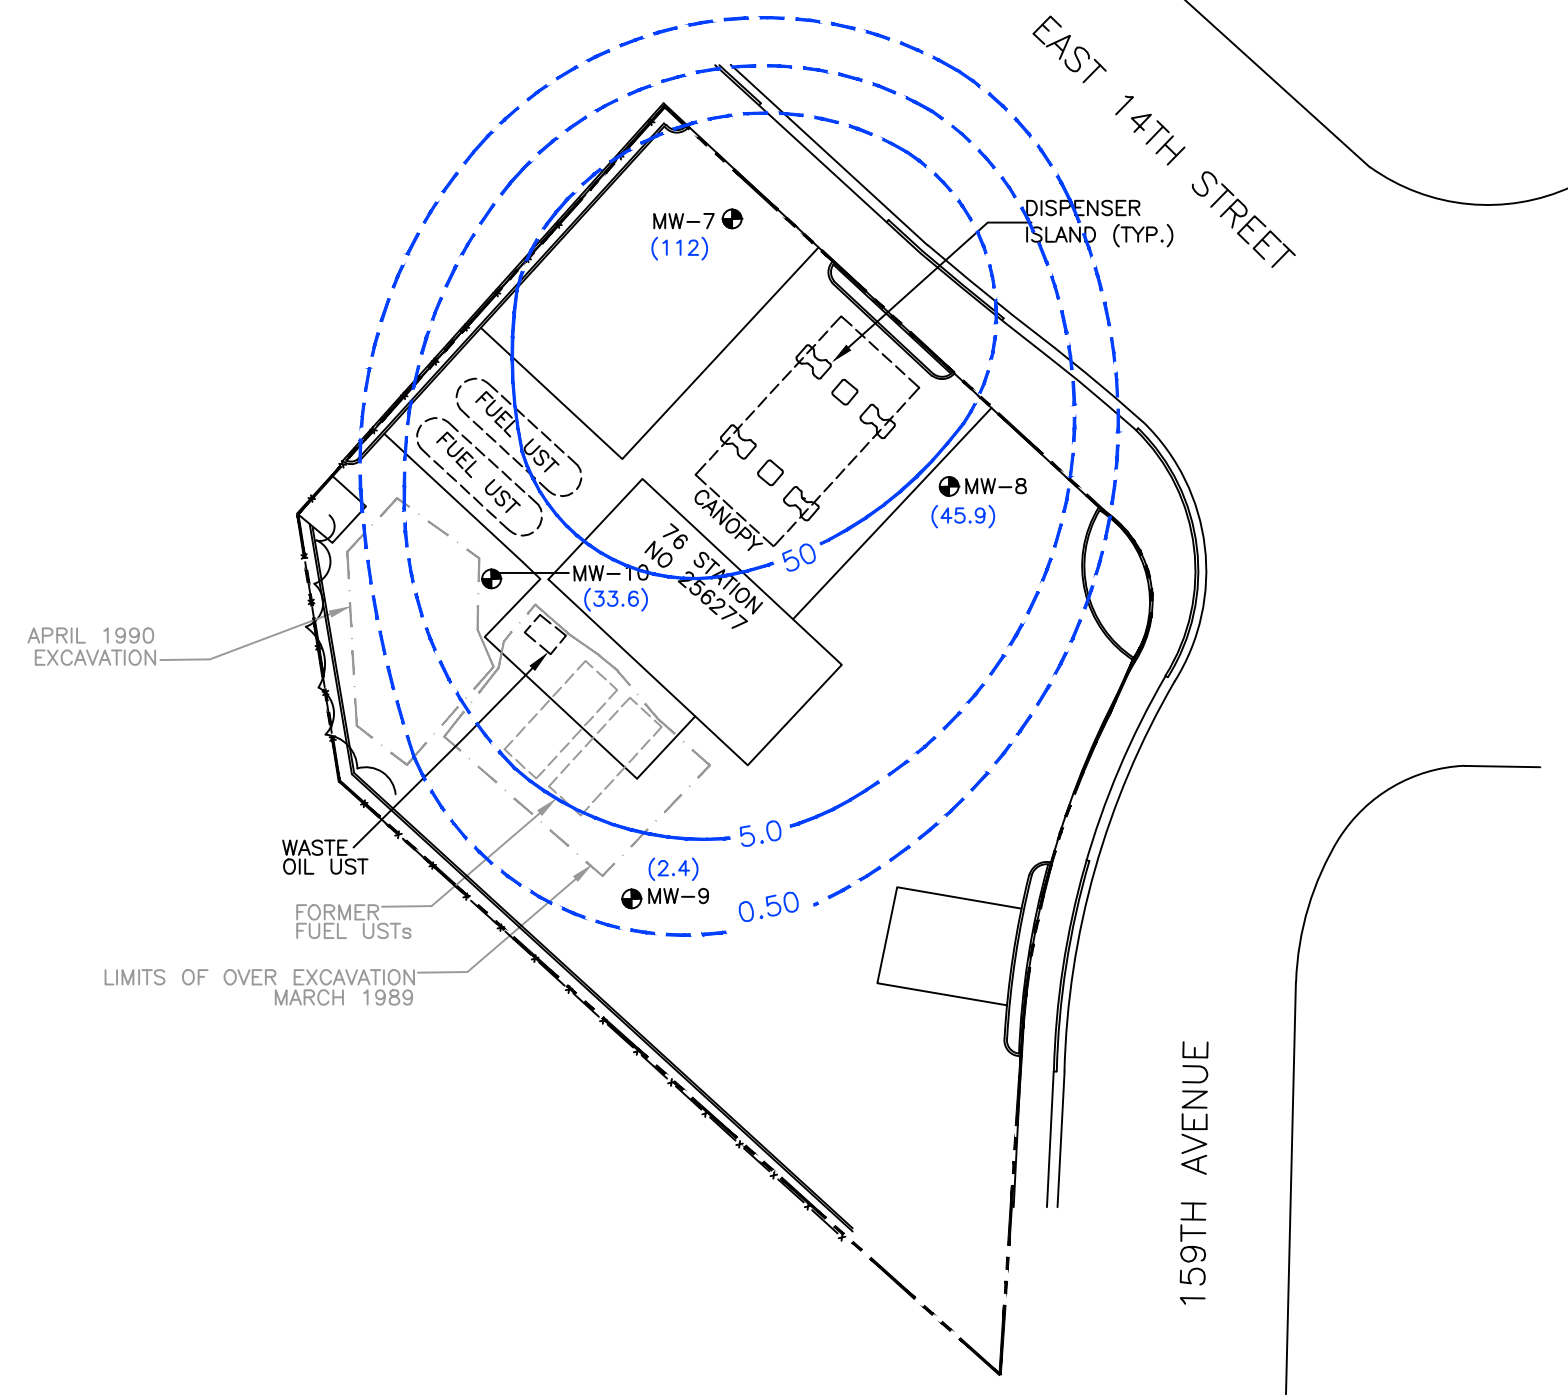 EAST 14TH STREET
DISPENSER
ISLAND (TYP.)
MW-7
(112)
FUEL UST
FUEL UST
CANOPY
MW-8
(45.9)
76 STATION
NO 256277
50
MW-10
(33.6)
APRIL 1990
EXCAVATION
5.0
WASTE
OIL UST
(2.4)
MW-9
0.50
FORMER
FUEL USTs
LIMITS OF OVER EXCAVATION
MARCH 1989
159TH AVENUE